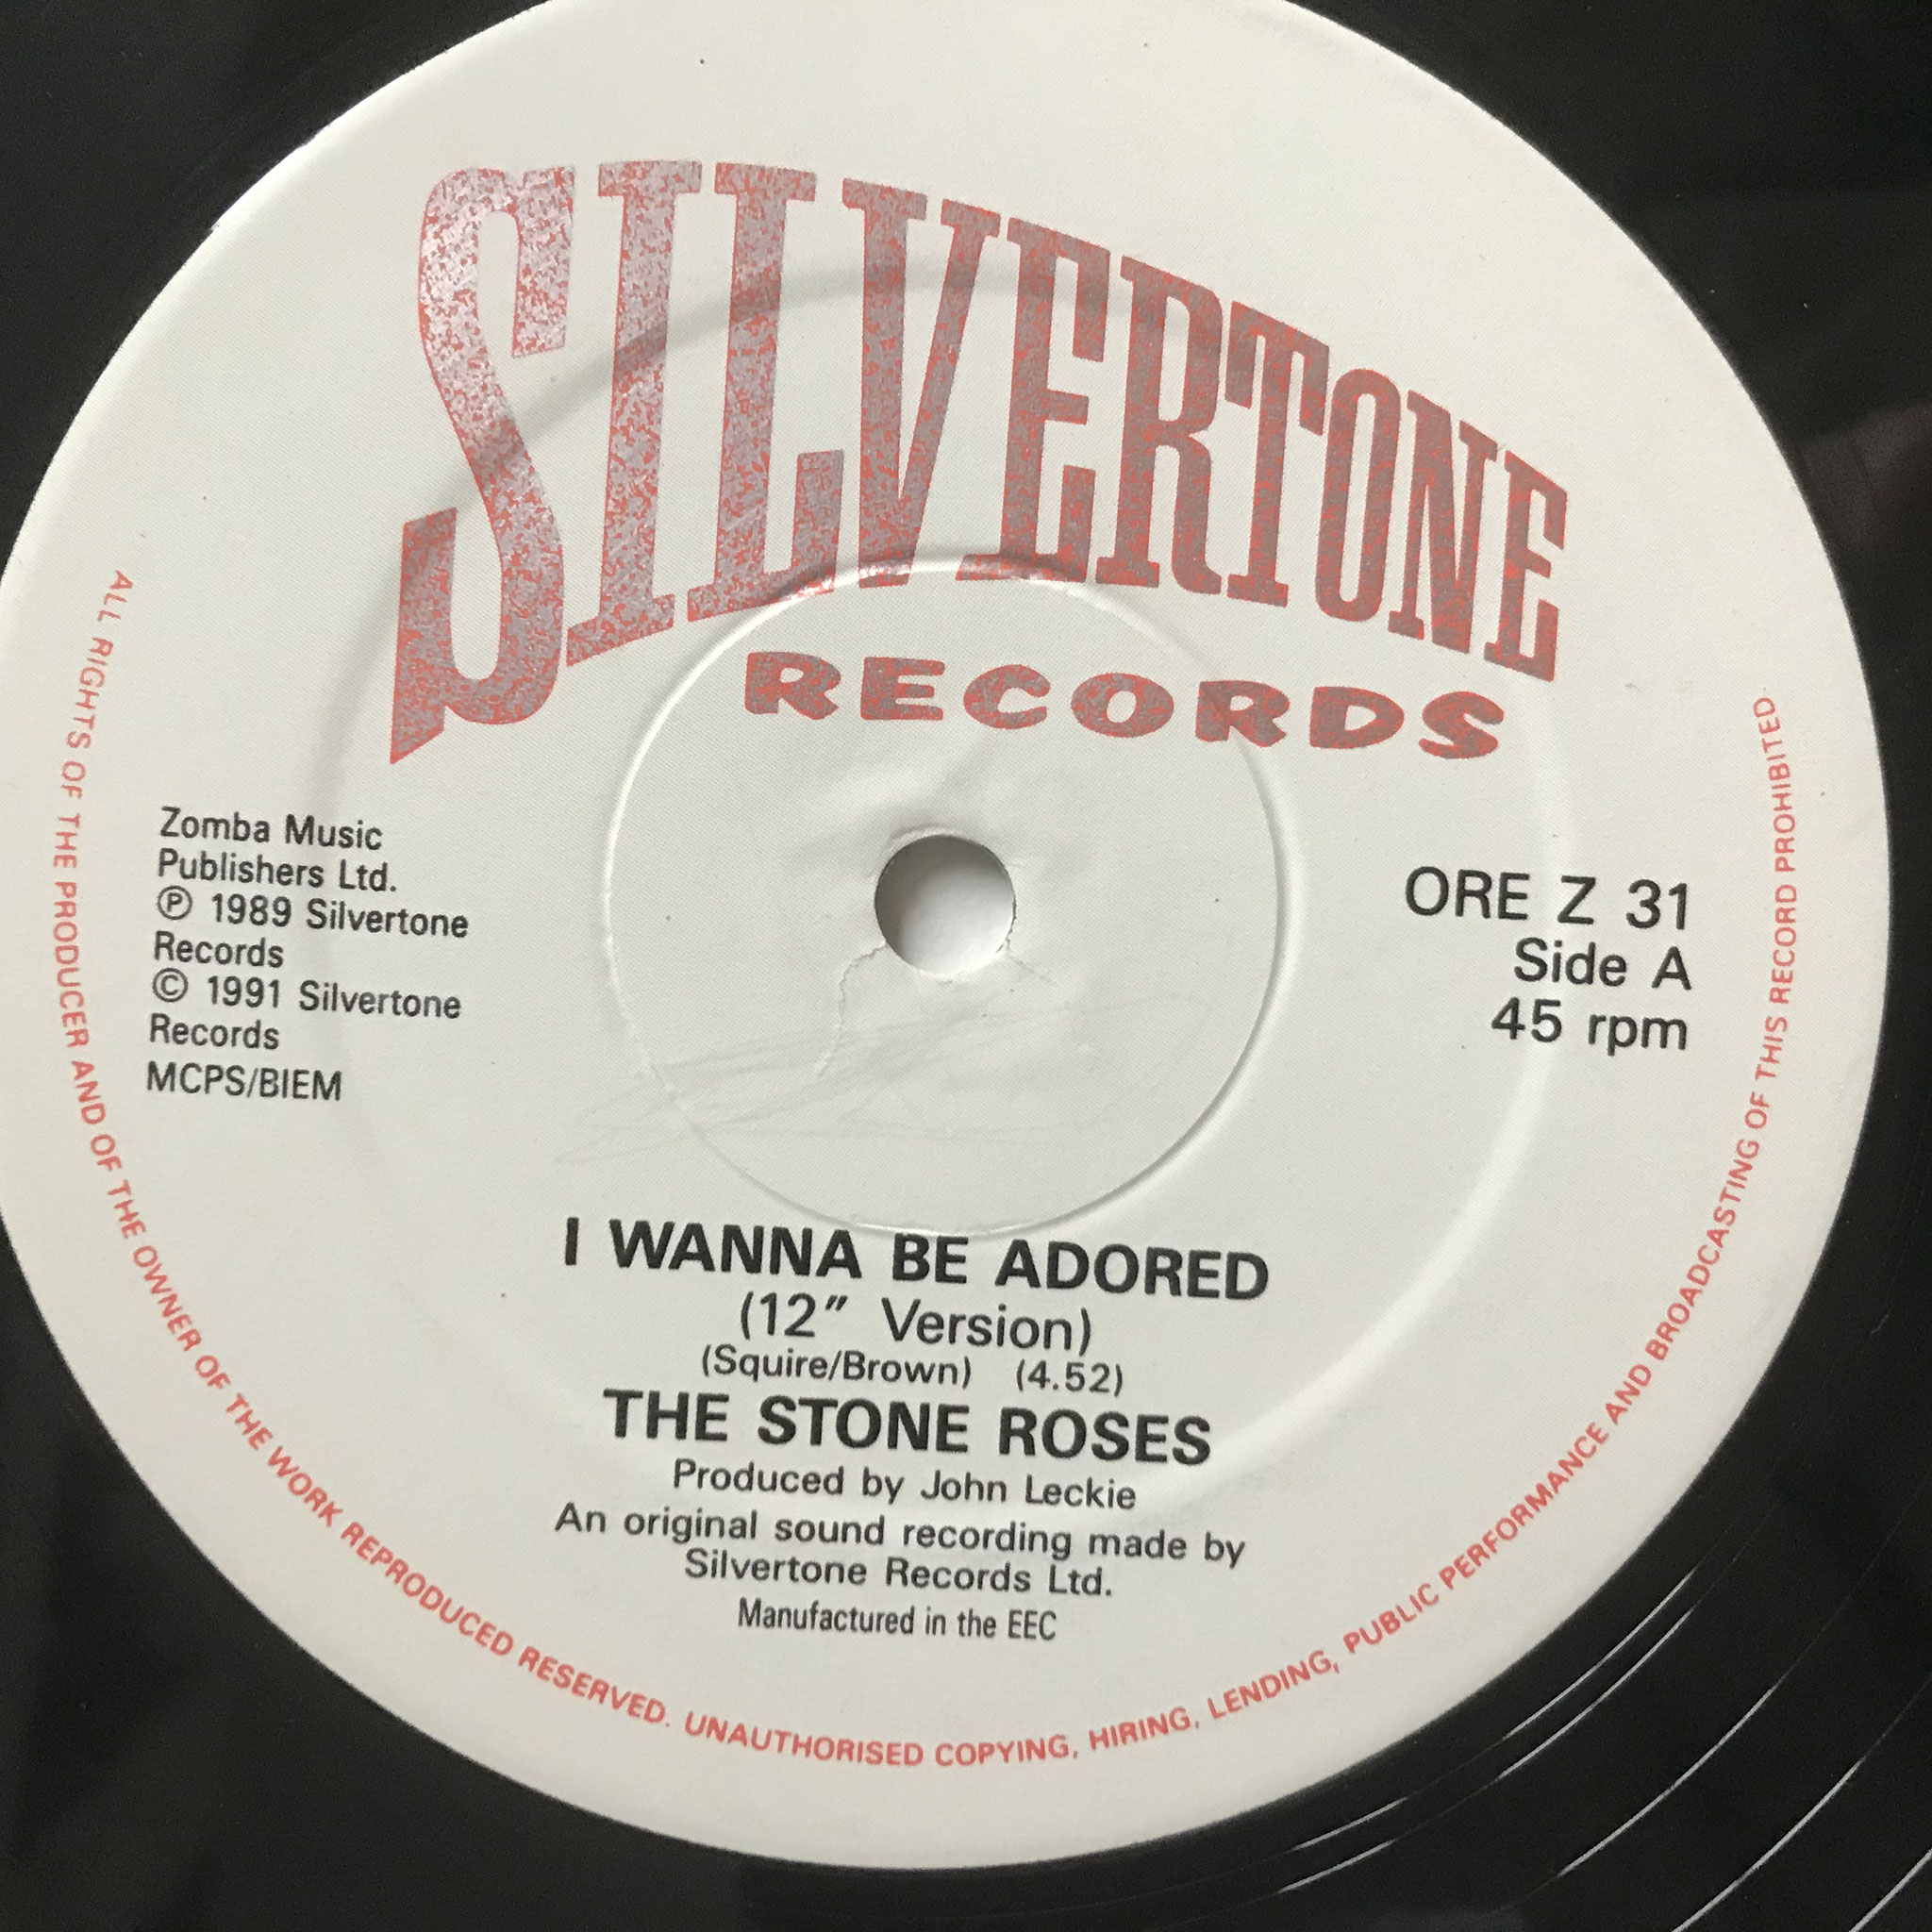 SILVERTONE
RECORDS
Zomba Music
Publishers Ltd.
℗ 1989 Silvertone
Records
© 1991 Silvertone
Records
MCPS/BIEM
ORE Z 31
Side A
45 rpm
I WANNA BE ADORED
(12" Version)
(Squire/Brown) (4.52)
THE STONE ROSES
Produced by John Leckie
An original sound recording made by
Silvertone Records Ltd.
Manufactured in the EEC
ALL RIGHTS OF THE PRODUCER AND OF THE OWNER OF THE WORK REPRODUCED RESERVED. UNAUTHORISED COPYING, HIRING, LENDING, PUBLIC PERFORMANCE AND BROADCASTING OF THIS RECORD PROHIBITED.